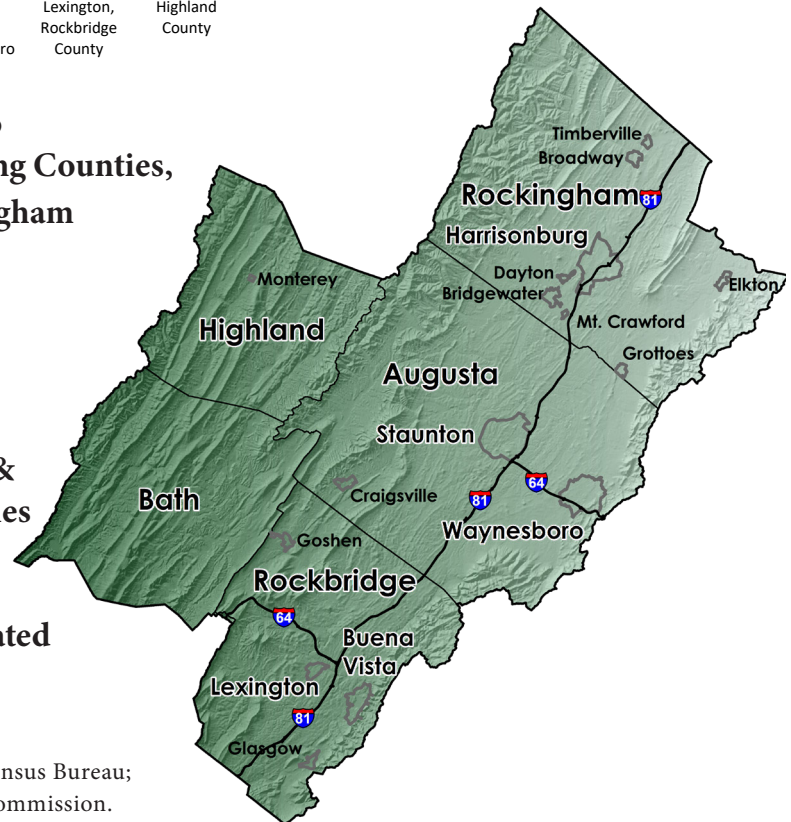 Lexington,
Rockbridge
County
Highland
County
ro
ng Counties,
gham
&
es
ated
nsus Bureau;
ommission.
Timberville
Broadway
Rockingham
81
Harrisonburg
Dayton
Bridgewater
Elkton
Monterey
Mt. Crawford
Highland
Grottoes
Augusta
Staunton
64
Craigsville
81
Bath
Waynesboro
Goshen
Rockbridge
64
Buena
Vista
Lexington
81
Glasgow